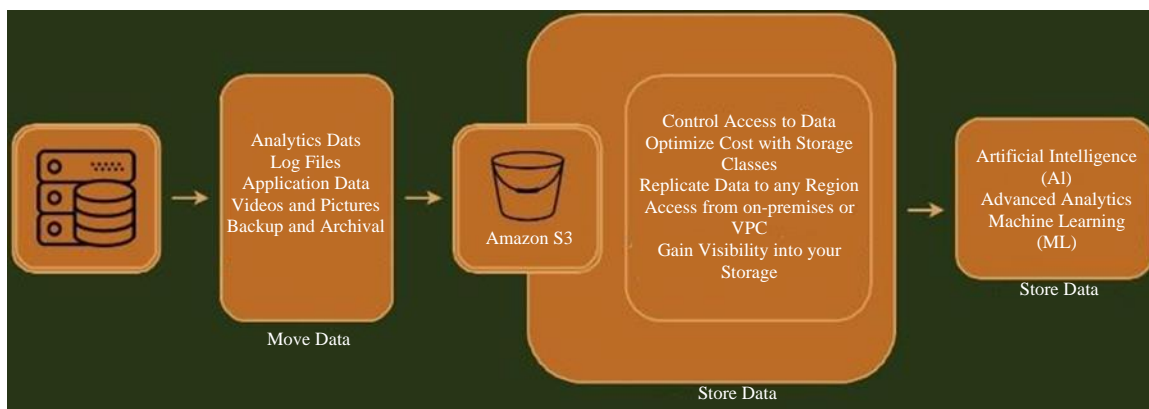 Analytics Dats
Log Files
Application Data
Videos and Pictures
Backup and Archival
Move Data
Amazon S3
Control Access to Data
Optimize Cost with Storage
Classes
Replicate Data to any Region
Access from on-premises or
VPC
Gain Visibility into your
Storage
Store Data
Artificial Intelligence
(Al)
Advanced Analytics
Machine Learning
(ML)
Store Data